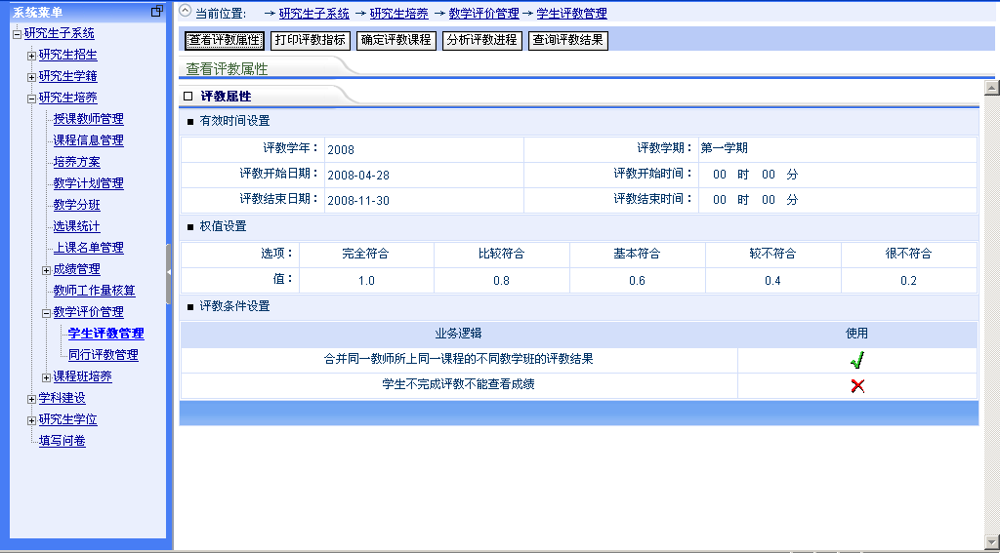 系统菜单
研究生子系统
研究生招生
研究生学籍
研究生培养
授课教师管理
课程信息管理
培养方案
教学计划管理
教学分班
选课统计
上课名单管理
成绩管理
教师工作量核算
教学评价管理
学生评教管理
同行评教管理
课程班培养
学科建设
研究生学位
填写问卷
当前位置: →研究生子系统 →研究生培养 →教学评价管理→学生评教管理
查看评教属性 打印评教指标 确定评教课程 分析评教进程 查询评教结果
查看评教属性
评教属性
■ 有效时间设置
评教学年： 2008 评教学期： 第一学期
评教开始日期： 2008-04-28 评教开始时间： 00 时 00 分
评教结束日期： 2008-11-30 评教结束时间： 00 时 00 分
■ 权值设置
选项： 完全符合 比较符合 基本符合 较不符合 很不符合
值： 1.0 0.8 0.6 0.4 0.2
■ 评教条件设置
业务逻辑 使用
合并同一教师所上同一课程的不同教学班的评教结果
学生不完成评教不能查看成绩